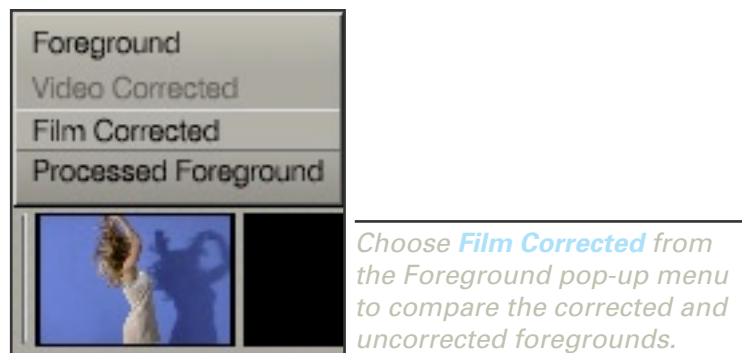 Foreground
Video Corrected
Film Corrected
Processed Foreground
Choose Film Corrected from
the Foreground pop-up menu
to compare the corrected and
uncorrected foregrounds.